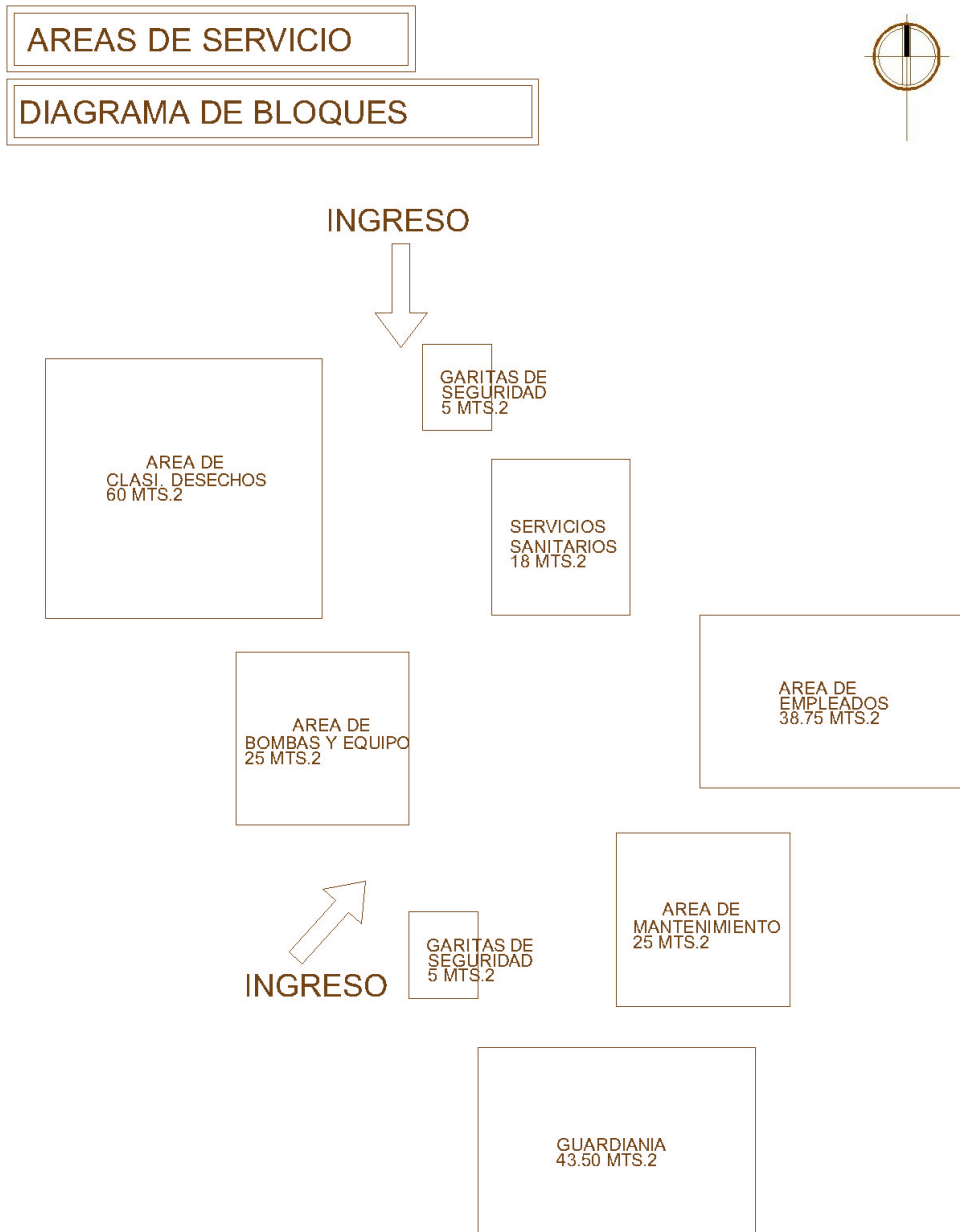 AREAS DE SERVICIO
DIAGRAMA DE BLOQUES
INGRESO
GARITAS DE
SEGURIDAD
5 MTS.2
AREA DE
CLASI. DESECHOS
60 MTS.2
SERVICIOS
SANITARIOS
18 MTS.2
AREA DE
EMPLEADOS
38.75 MTS.2
AREA DE
BOMBAS Y EQUIPO
25 MTS.2
AREA DE
MANTENIMIENTO
25 MTS.2
GARITAS DE
SEGURIDAD
5 MTS.2
INGRESO
GUARDIANIA
43.50 MTS.2